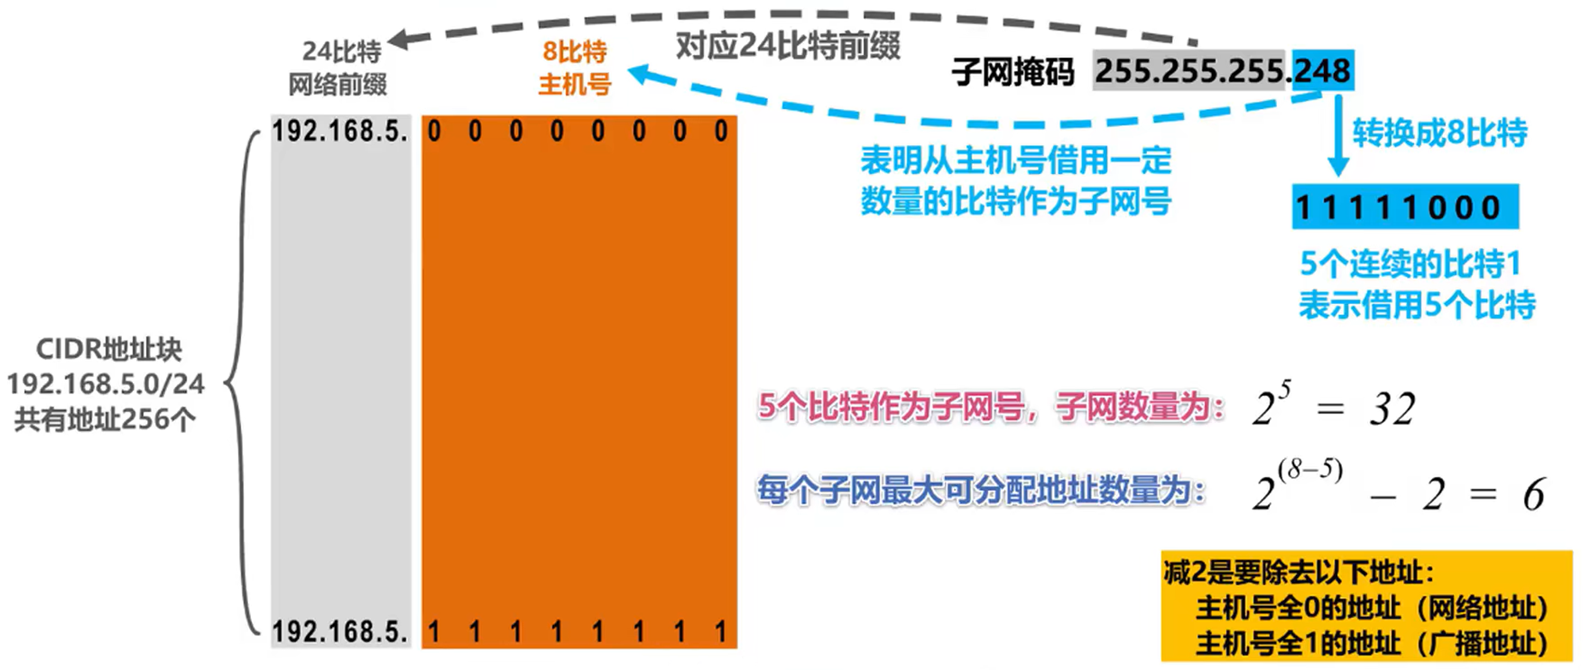 24比特
网络前缀
8比特
主机号
对应24比特前缀
子网掩码 255.255.255.248
转换成8比特
192.168.5. 0 0 0 0 0 0 0 0
表明从主机号借用一定
数量的比特作为子网号
1 1 1 1 1 0 0 0
5个连续的比特1
表示借用5个比特
CIDR地址块
192.168.5.0/24
共有地址256个
5个比特作为子网号，子网数量为： 2^5 = 32
每个子网最大可分配地址数量为： 2^(8–5) – 2 = 6
减2是要除去以下地址：
主机号全0的地址（网络地址）
主机号全1的地址（广播地址）
192.168.5. 1 1 1 1 1 1 1 1